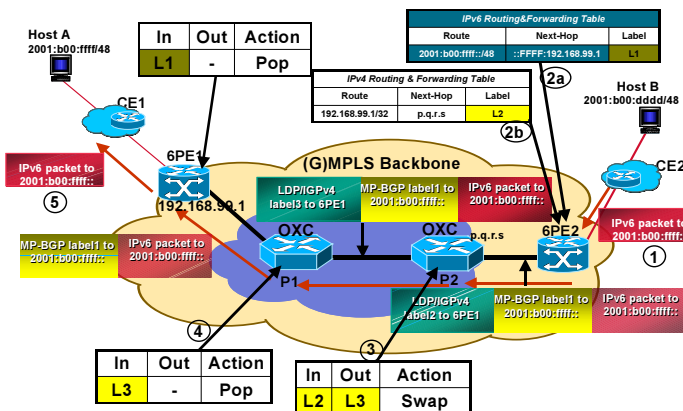 Host A
2001:b00:ffff/48
In Out Action
L1 - Pop
IPv6 Routing&Forwarding Table
Route Next-Hop Label
2001:b00:ffff::/48 ::FFFF:192.168.99.1 L1
2a
IPv4 Routing & Forwarding Table
Route Next-Hop Label
192.168.99.1/32 p.q.r.s L2
2b
Host B
2001:b00:dddd/48
CE1
CE2
6PE1
192.168.99.1
IPv6 packet to
2001:b00:ffff::
5
(G)MPLS Backbone
LDP/IGPv4
label3 to 6PE1
MP-BGP label1 to
2001:b00:ffff::
IPv6 packet to
2001:b00:ffff::
IPv6 packet to
2001:b00:ffff::
1
OXC
OXC
p.q.r.s
6PE2
MP-BGP label1 to
2001:b00:ffff::
IPv6 packet to
2001:b00:ffff::
P1
P2
LDP/IGPv4
label2 to 6PE1
MP-BGP label1 to
2001:b00:ffff::
IPv6 packet to
2001:b00:ffff::
4
3
In Out Action
L3 - Pop
In Out Action
L2 L3 Swap